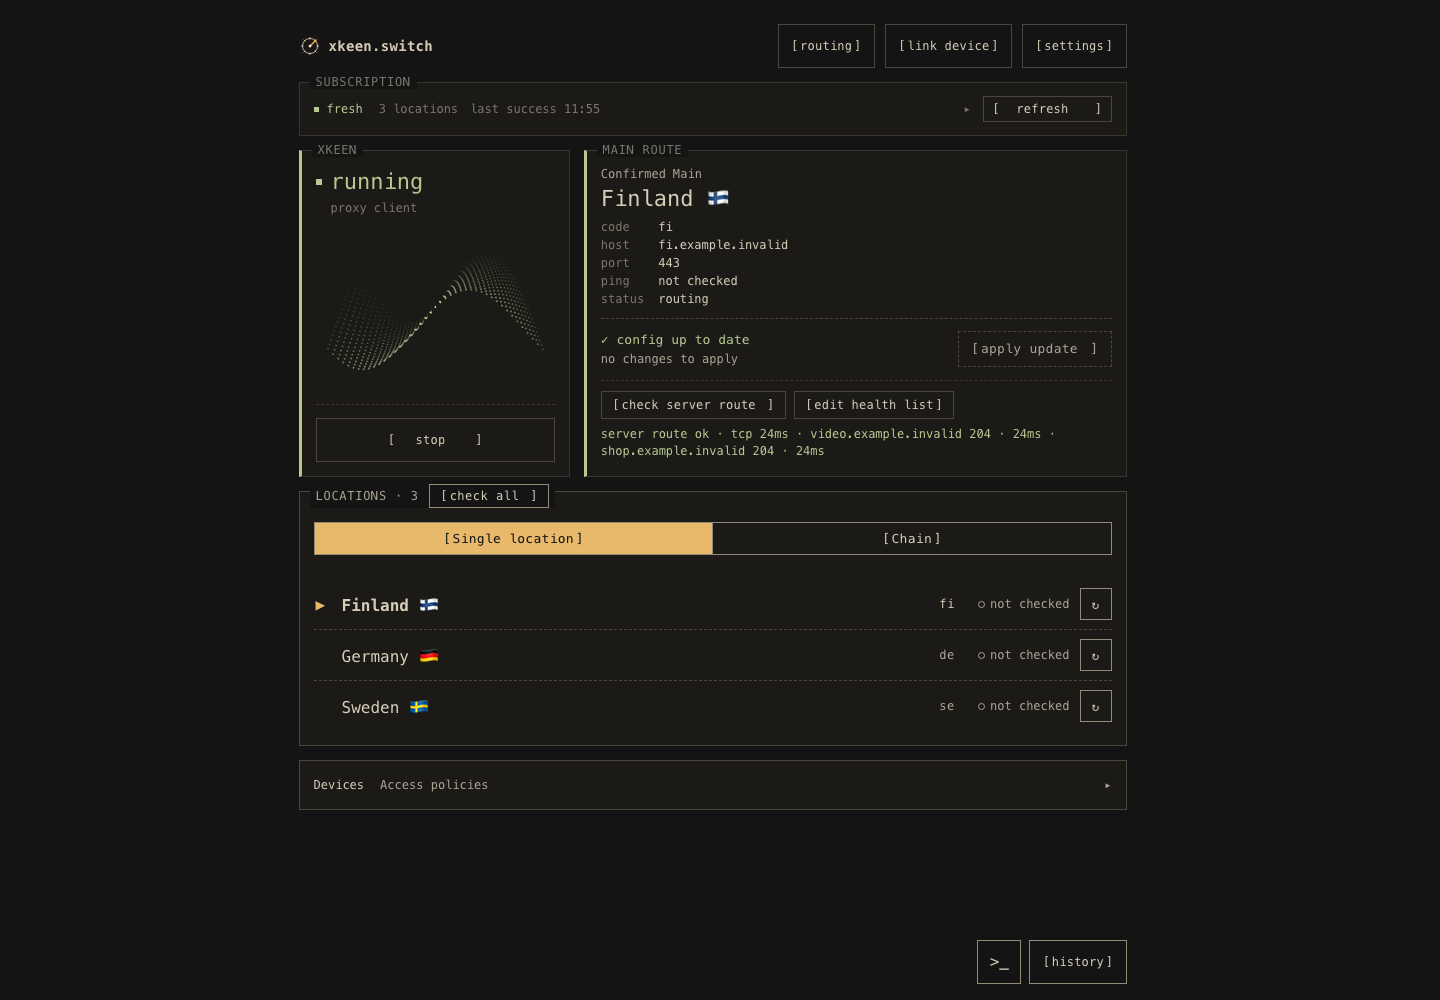 xkeen.switch
[routing] [link device] [settings]
SUBSCRIPTION
fresh 3 locations last success 11:55 ▸ [ refresh ]
XKEEN
running
proxy client
[ stop ]
MAIN ROUTE
Confirmed Main
Finland 🇫🇮
code fi
host fi.example.invalid
port 443
ping not checked
status routing
✓ config up to date
no changes to apply
[apply update ]
[check server route ] [edit health list]
server route ok · tcp 24ms · video.example.invalid 204 · 24ms ·
shop.example.invalid 204 · 24ms
LOCATIONS · 3 [check all ]
[Single location] [Chain]
▶ Finland 🇫🇮 fi ○ not checked ↻
Germany 🇩🇪 de ○ not checked ↻
Sweden 🇸🇪 se ○ not checked ↻
Devices Access policies ▸
>_ [history]